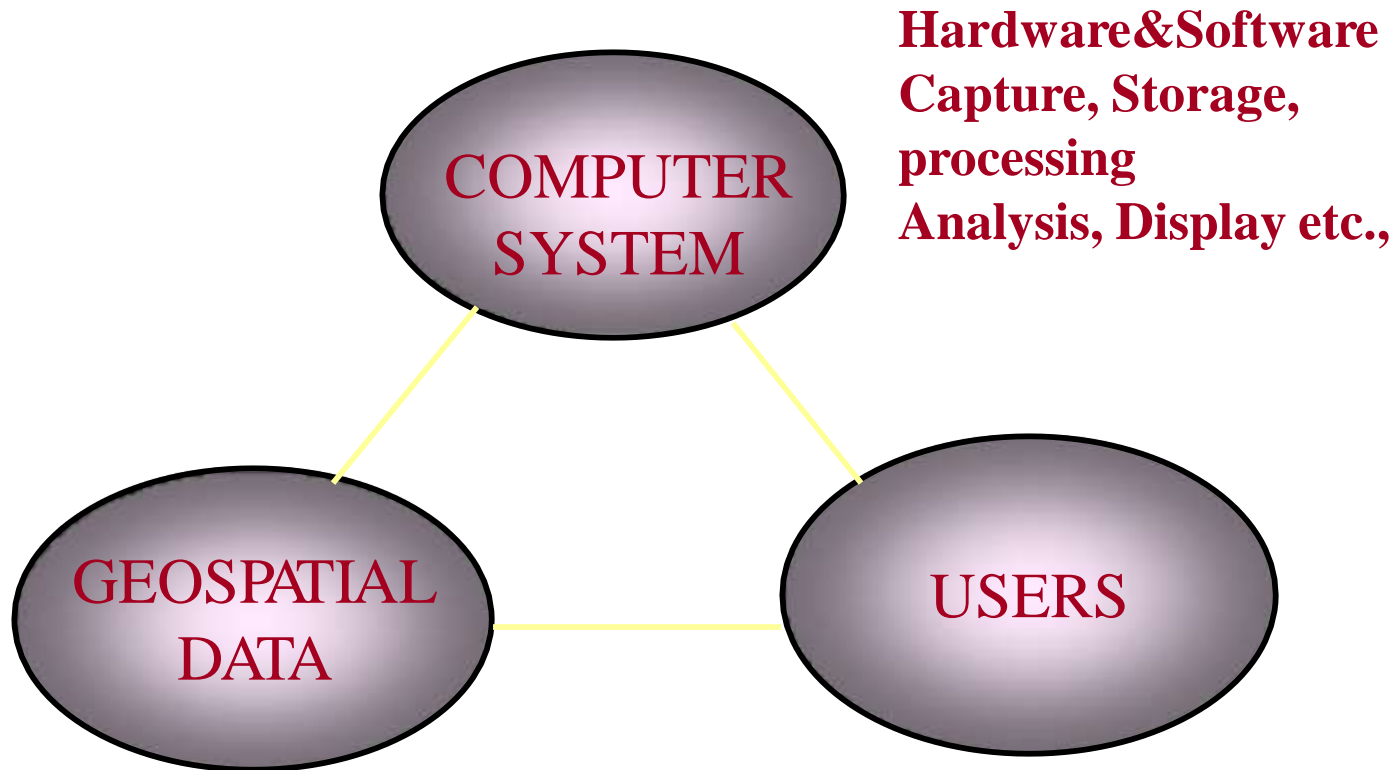 Hardware&Software
Capture, Storage,
processing
Analysis, Display etc.,
COMPUTER
SYSTEM
GEOSPATIAL
DATA
USERS